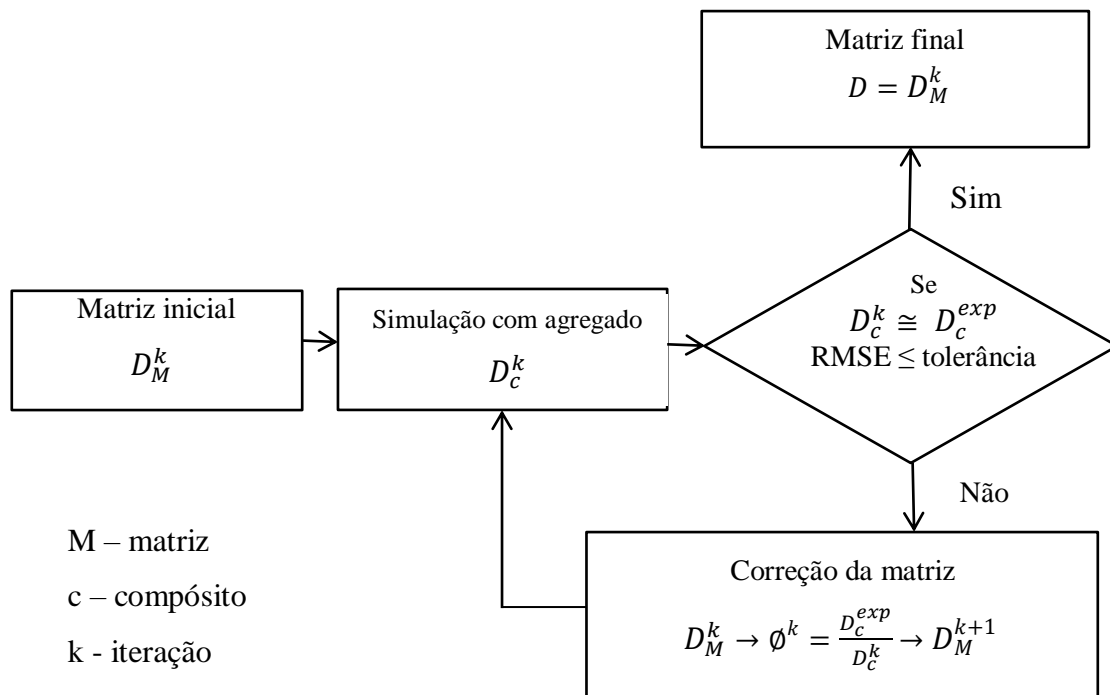 Matriz final
D = D_M^k
Sim
Matriz inicial
D_M^k
Simulação com agregado
D_c^k
Se
D_c^k ≅ D_c^{exp}
RMSE ≤ tolerância
Não
Correção da matriz
D_M^k → ∅^k = \frac{D_c^{exp}}{D_c^k} → D_M^{k+1}
M – matriz
c – compósito
k - iteração